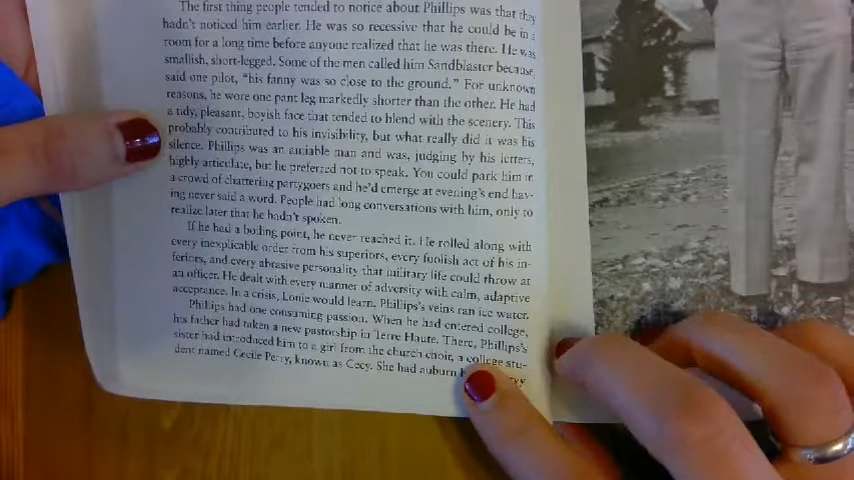 The first thing people tended to notice about Phillips was that they
hadn't noticed him earlier. He was so recessive that he could be in a
room for a long time before anyone realized that he was there. He was
smallish, short-legged. Some of the men called him Sandblaster because,
said one pilot, "his fanny was so close to the ground." For unknown
reasons, he wore one pant leg markedly shorter than the other. He had
a tidy, pleasant, boyish face that tended to blend with the scenery. This
probably contributed to his invisibility, but what really did it was his
silence. Phillips was an amiable man and was, judging by his letters,
highly articulate, but he preferred not to speak. You could park him in
a crowd of chattering partygoers and he'd emerge at evening's end hav-
ing never said a word. People had long conversations with him, only to
realize later that he hadn't spoken.
If he had a boiling point, he never reached it. He rolled along with
every inexplicable order from his superiors, every foolish act of his in-
feriors, and every abrasive personality that military life could throw at
an officer. He dealt with every manner of adversity with calm, adaptive
acceptance. In a crisis, Louie would learn, Phillips's veins ran ice water.
Phillips had one consuming passion. When he had entered college,
his father had taken a new pastorship in Terre Haute. There, Phillips's
sister had introduced him to a girl from the church choir, a college stu-
dent named Cecile Perry, known as Cecy. She had auburn